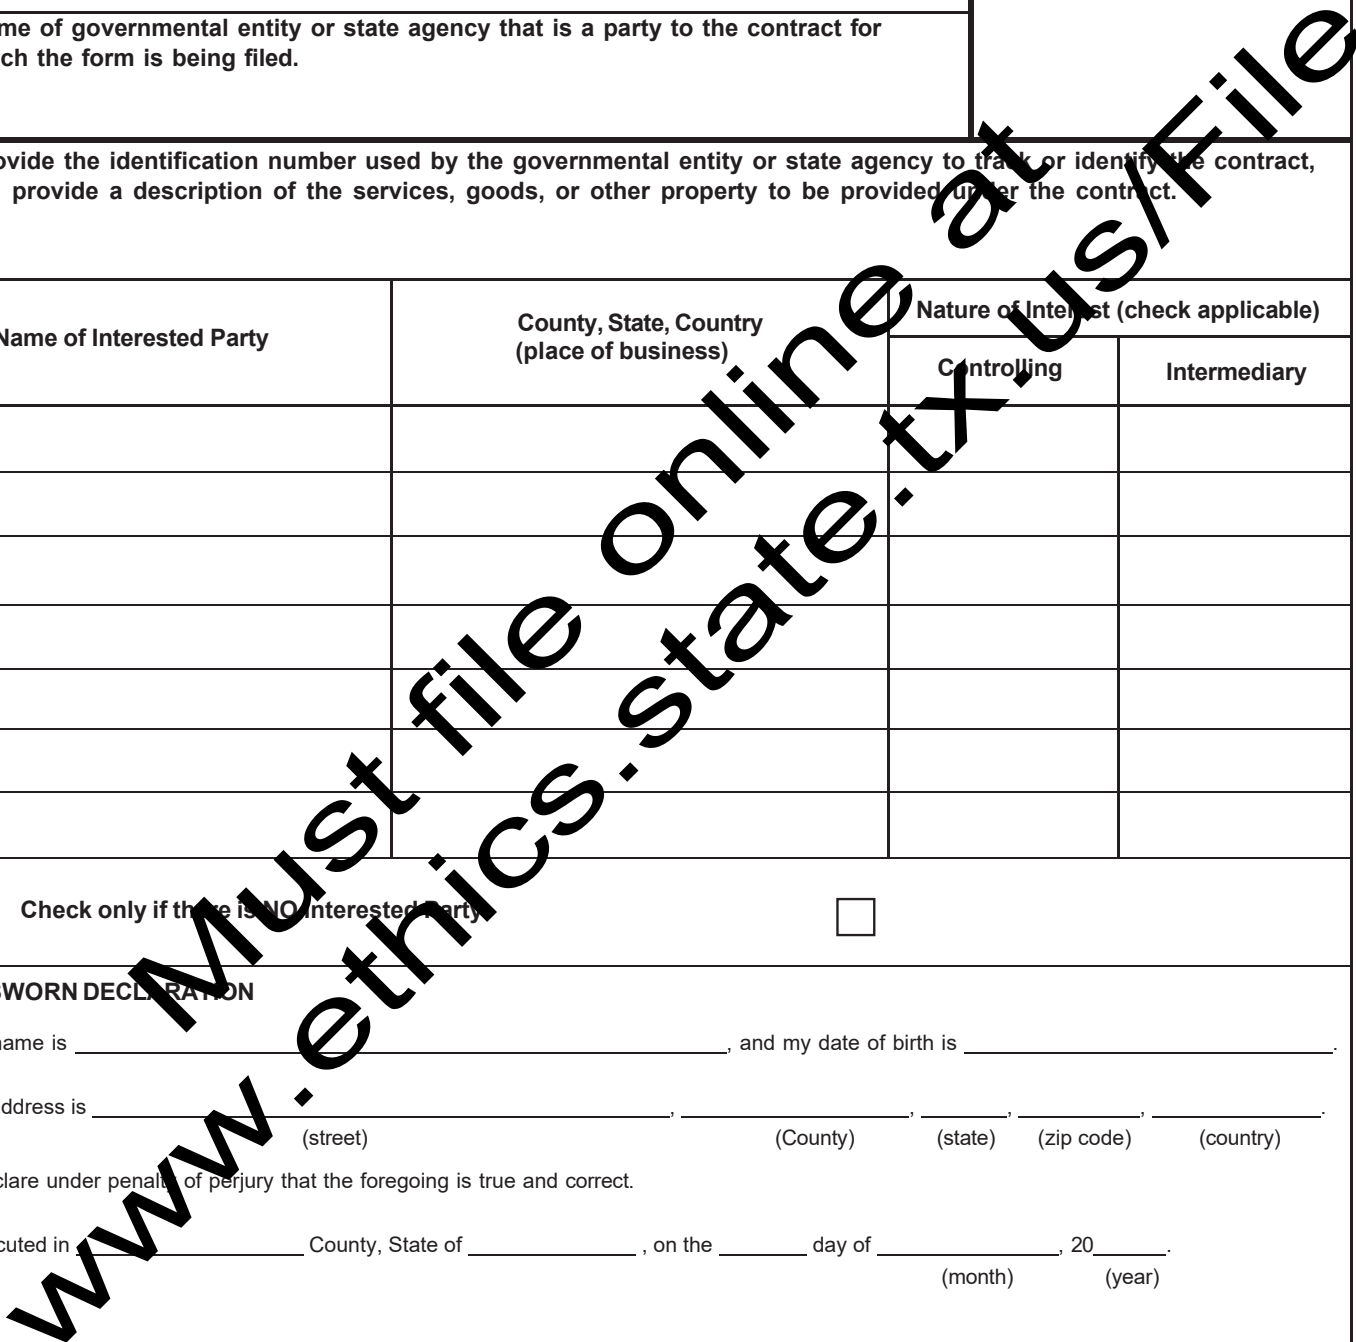 me of governmental entity or state agency that is a party to the contract for
ch the form is being filed.
ovide the identification number used by the governmental entity or state agency to track or identify the contract,
provide a description of the services, goods, or other property to be provided under the contract.
Name of Interested Party
County, State, Country
(place of business)
Nature of Interest (check applicable)
Controlling
Intermediary
Must file online at
www.ethics.state.tx.us/File
Check only if there is NO Interested Party
SWORN DECLARATION
name is , and my date of birth is .
ddress is , , , , .
(street) (County) (state) (zip code) (country)
clare under penalty of perjury that the foregoing is true and correct.
cuted in County, State of , on the day of , 20 .
(month) (year)